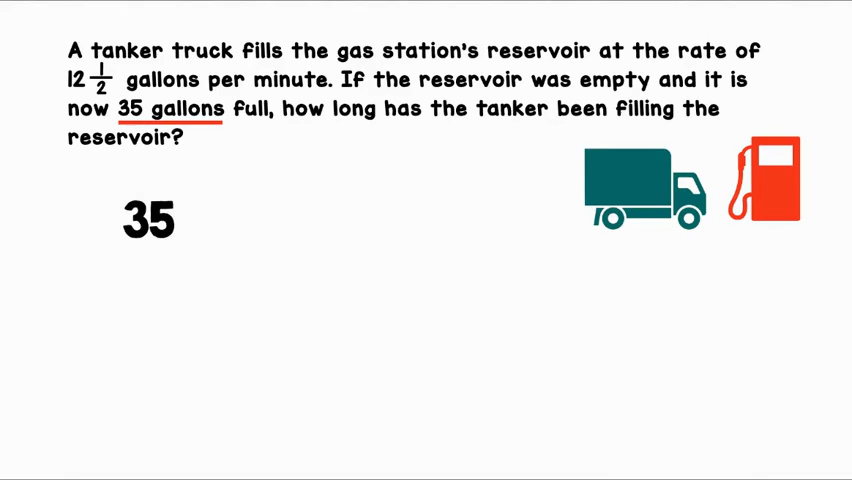 A tanker truck fills the gas station's reservoir at the rate of
12 1/2 gallons per minute. If the reservoir was empty and it is
now 35 gallons full, how long has the tanker been filling the
reservoir?
35